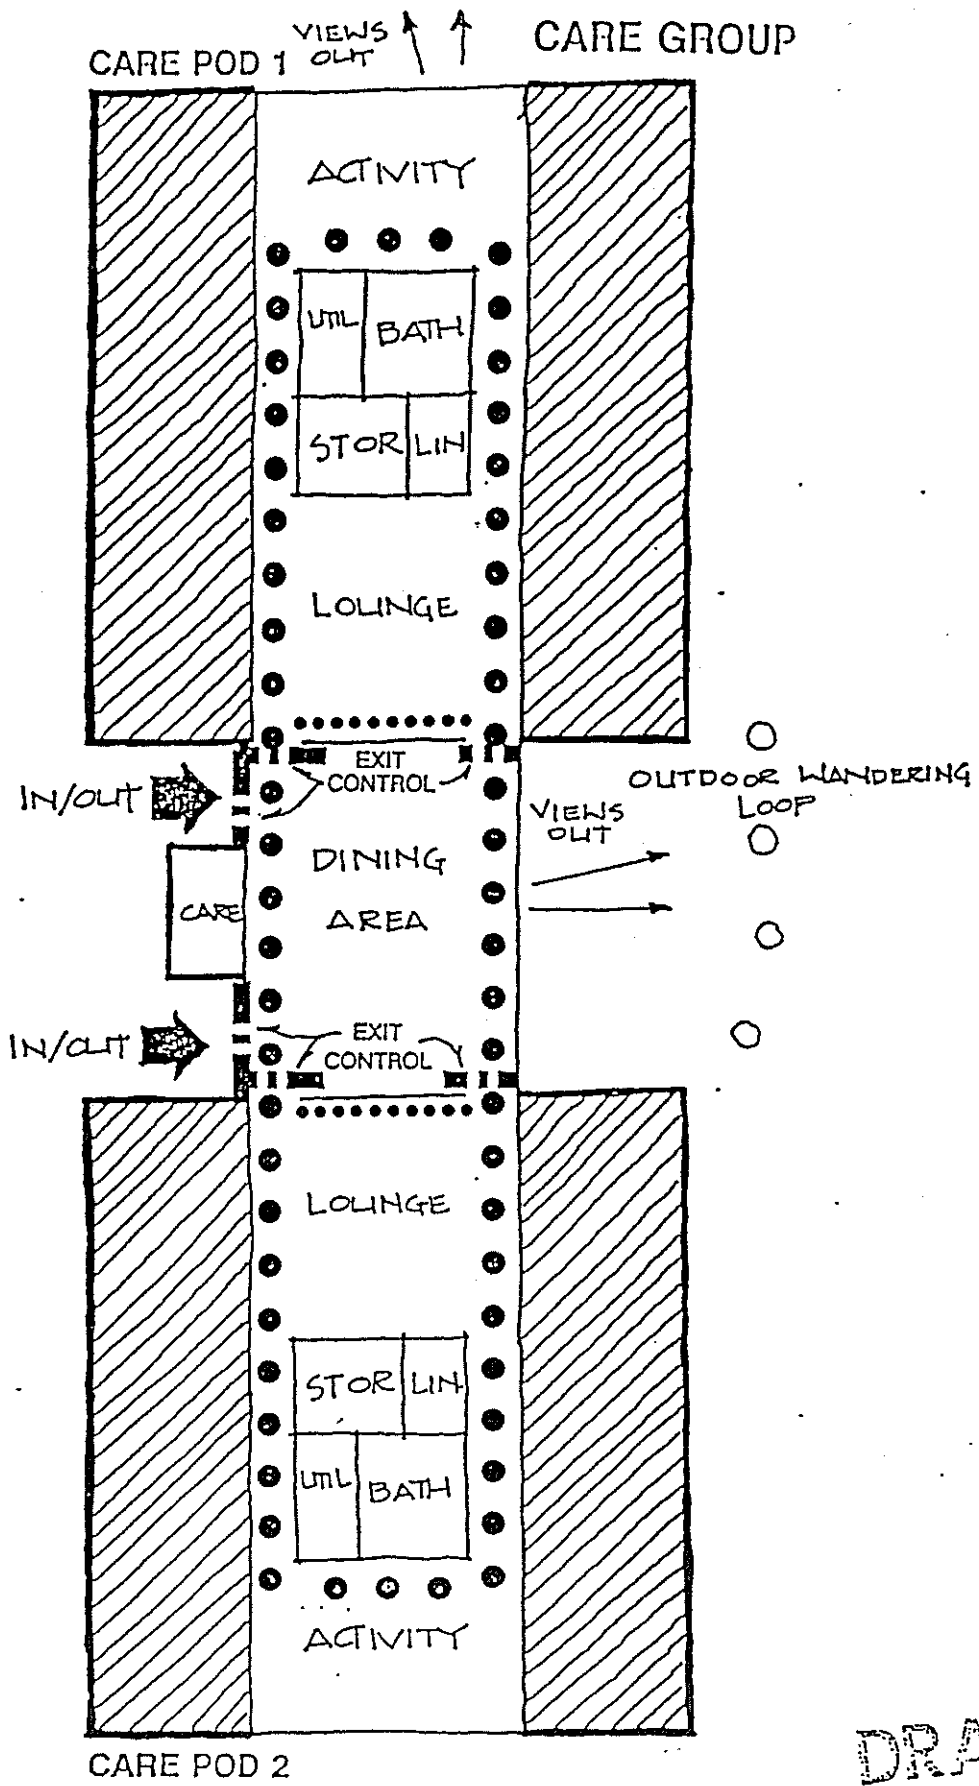 VIEWS
OUT
CARE GROUP
CARE POD 1
ACTIVITY
UTIL
BATH
STOR
LIN
LOUNGE
EXIT
CONTROL
IN/OUT
OUTDOOR WANDERING
LOOP
VIEWS
OUT
DINING
AREA
CARE
IN/OUT
EXIT
CONTROL
LOUNGE
STOR
LIN
UTIL
BATH
ACTIVITY
CARE POD 2
DRA